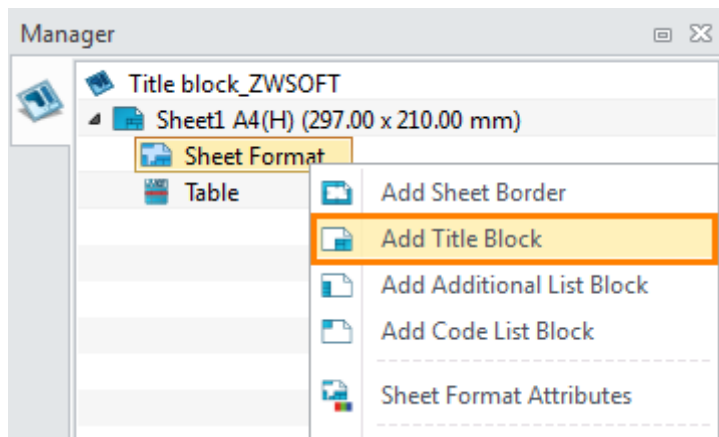 Manager
Title block_ZWSOFT
Sheet1 A4(H) (297.00 x 210.00 mm)
Sheet Format
Table
Add Sheet Border
Add Title Block
Add Additional List Block
Add Code List Block
Sheet Format Attributes